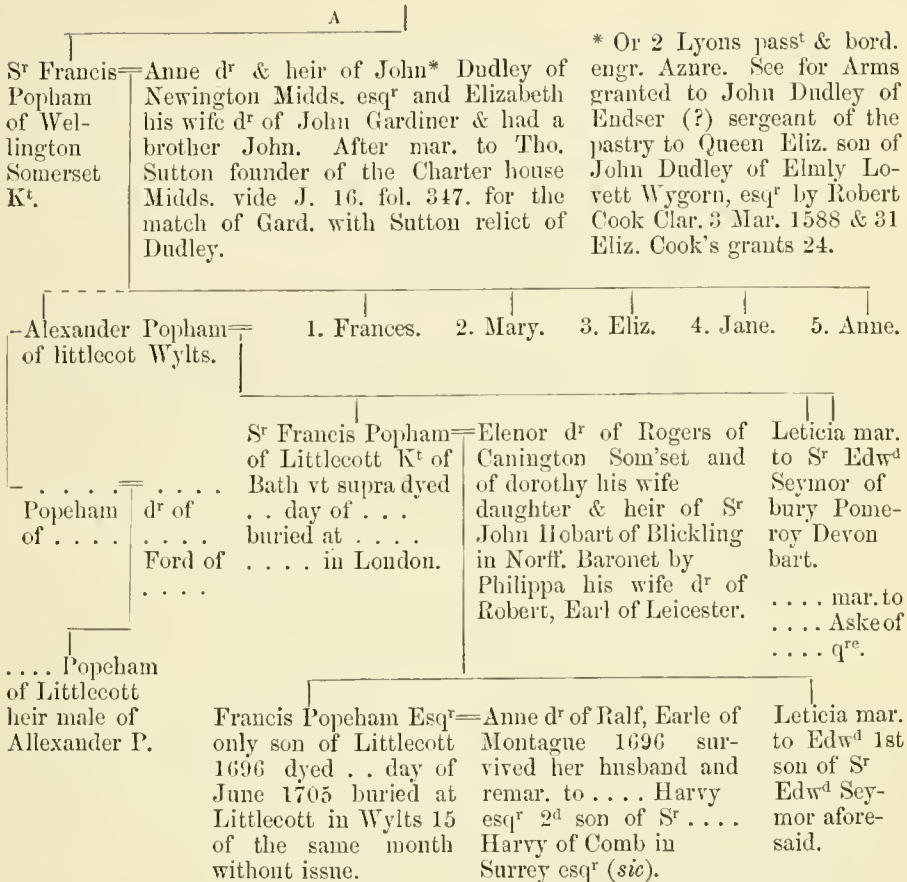 A
Sʳ Francis=
Popham
of Wel-
lington
Somerset
Kᵗ.
Anne dʳ & heir of John* Dudley of
Newington Midds. esqʳ and Elizabeth
his wife dʳ of John Gardiner & had a
brother John. After mar. to Tho.
Sutton founder of the Charter house
Midds. vide J. 16. fol. 347. for the
match of Gard. with Sutton relict of
Dudley.
* Or 2 Lyons passᵗ & bord.
engr. Azure. See for Arms
granted to John Dudley of
Endser (?) sergeant of the
pastry to Queen Eliz. son of
John Dudley of Elmly Lo-
vett Wygorn, esqʳ by Robert
Cook Clar. 3 Mar. 1588 & 31
Eliz. Cook's grants 24.
-Alexander Popham=
of littlecot Wylts.
1. Frances. 2. Mary. 3. Eliz. 4. Jane. 5. Anne.
Sʳ Francis Popham=
of Littlecott Kᵗ of
Bath vt supra dyed
. . day of . . .
buried at . . . .
. . . . in London.
Elenor dʳ of Rogers of
Canington Som'set and
of dorothy his wife
daughter & heir of Sʳ
John Hobart of Blickling
in Norff. Baronet by
Philippa his wife dʳ of
Robert, Earl of Leicester.
Leticia mar.
to Sʳ Edwᵈ
Seymor of
bury Pome-
roy Devon
bart.
. . . . mar. to
. . . . Aske of
. . . . qʳᵉ.
- . . . .=
Popeham
of . . . .
. . . .
dʳ of
. . . .
Ford of
. . . .
. . . . Popeham
of Littlecott
heir male of
Allexander P.
Francis Popeham Esqʳ=
only son of Littlecott
1696 dyed . . day of
June 1705 buried at
Littlecott in Wylts 15
of the same month
without issue.
Anne dʳ of Ralf, Earle of
Montague 1696 sur-
vived her husband and
remar. to . . . . Harvy
esqʳ 2ᵈ son of Sʳ . . . .
Harvy of Comb in
Surrey esqʳ (sic).
Leticia mar.
to Edwᵈ 1st
son of Sʳ
Edwᵈ Sey-
mor afore-
said.